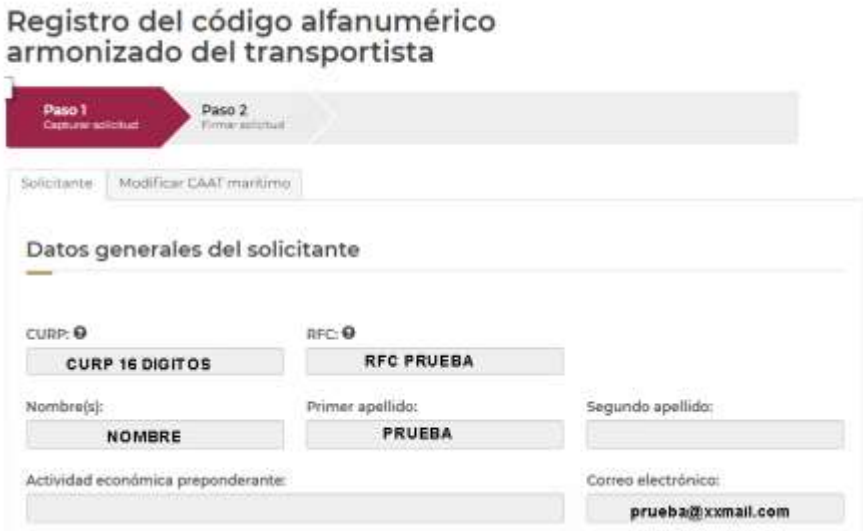 Registro del código alfanumérico
armonizado del transportista
Paso 1
Capturar solicitud
Paso 2
Firmar solicitud
Solicitante
Modificar CAAT marítimo
Datos generales del solicitante
CURP:
RFC:
CURP 16 DIGITOS
RFC PRUEBA
Nombre(s):
Primer apellido:
Segundo apellido:
NOMBRE
PRUEBA
Actividad económica preponderante:
Correo electrónico:
prueba@xxmail.com